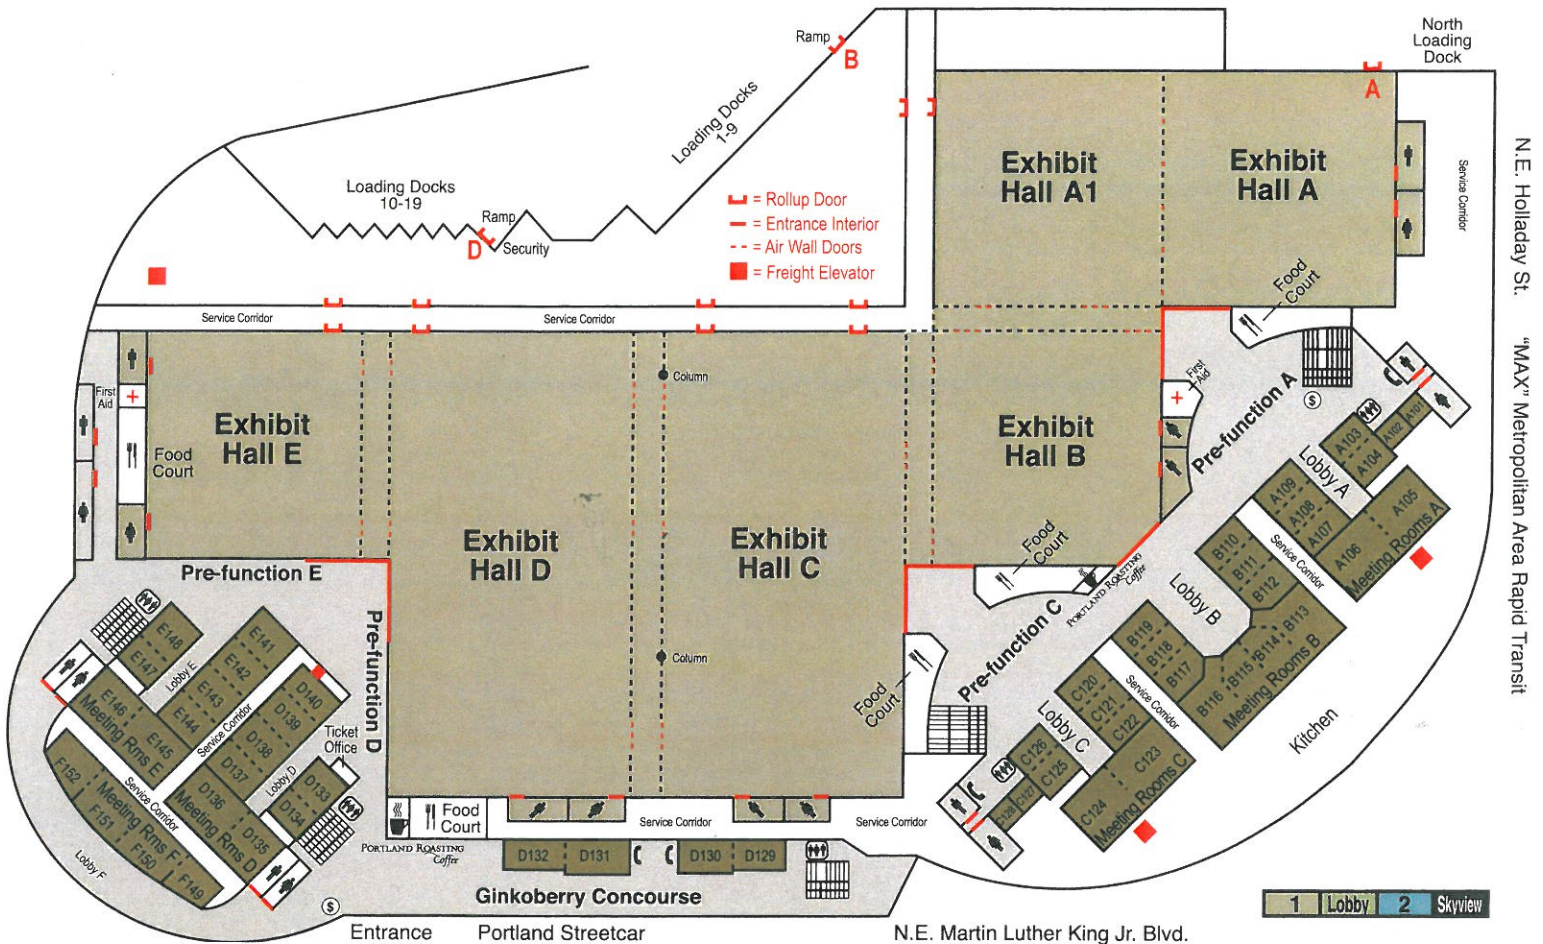 Ramp
B
North
Loading
Dock
A
Loading Docks
1-9
Exhibit
Hall A1
Exhibit
Hall A
Service Corridor
N.E. Holladay St.
"MAX" Metropolitan Area Rapid Transit
Loading Docks
10-19
Ramp
D
Security
= Rollup Door
= Entrance Interior
= Air Wall Doors
= Freight Elevator
Food
Court
Service Corridor
Service Corridor
First
Aid
Column
First
Aid
Pre-function A
$
Exhibit
Hall E
Food
Court
Exhibit
Hall B
A101
A102
A103
A104
Lobby A
A105
A106
Meeting Rooms A
A109
A108
A107
Service Corridor
Exhibit
Hall D
Exhibit
Hall C
Food
Court
PORTLAND ROASTING
Coffee
B110
B111
B112
Lobby B
B113
B114
B115
B116
Meeting Rooms B
Pre-function E
Pre-function D
Pre-function C
B119
B118
B117
Service Corridor
Kitchen
Column
Food
Court
C120
C121
C122
Lobby C
C123
C124
Meeting Rooms C
C126
C125
C127
C128
E148
E147
Lobby E
E141
E142
E143
E144
E146
E145
Meeting Rms E
Service Corridor
D140
D139
D138
D137
Ticket
Office
Lobby D
D133
D134
D136
D135
Meeting Rms D
Service Corridor
F152
F151
F150
F149
Meeting Rms F
Lobby F
Food
Court
PORTLAND ROASTING
Coffee
Service Corridor
Service Corridor
D132
D131
D130
D129
Ginkoberry Concourse
$
Entrance
Portland Streetcar
N.E. Martin Luther King Jr. Blvd.
1
Lobby
2
Skyview